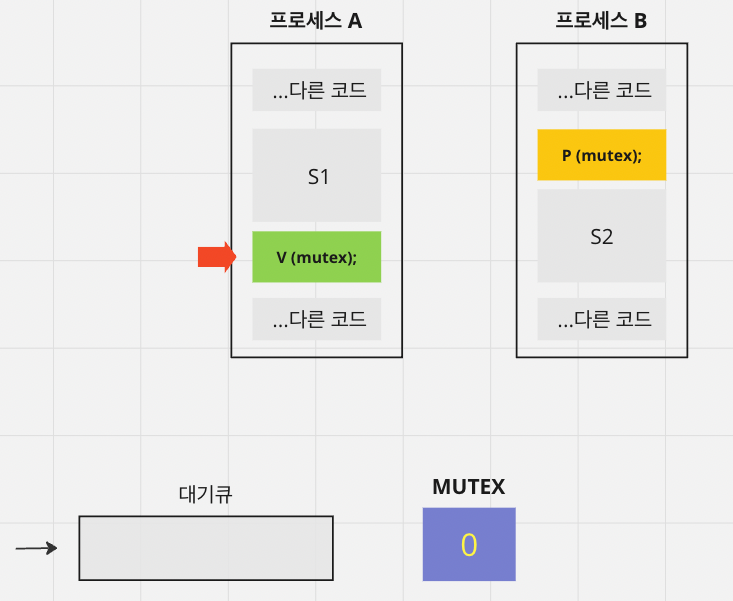 프로세스 A
프로세스 B
...다른 코드
S1
V (mutex);
...다른 코드
...다른 코드
P (mutex);
S2
...다른 코드
대기큐
MUTEX
0